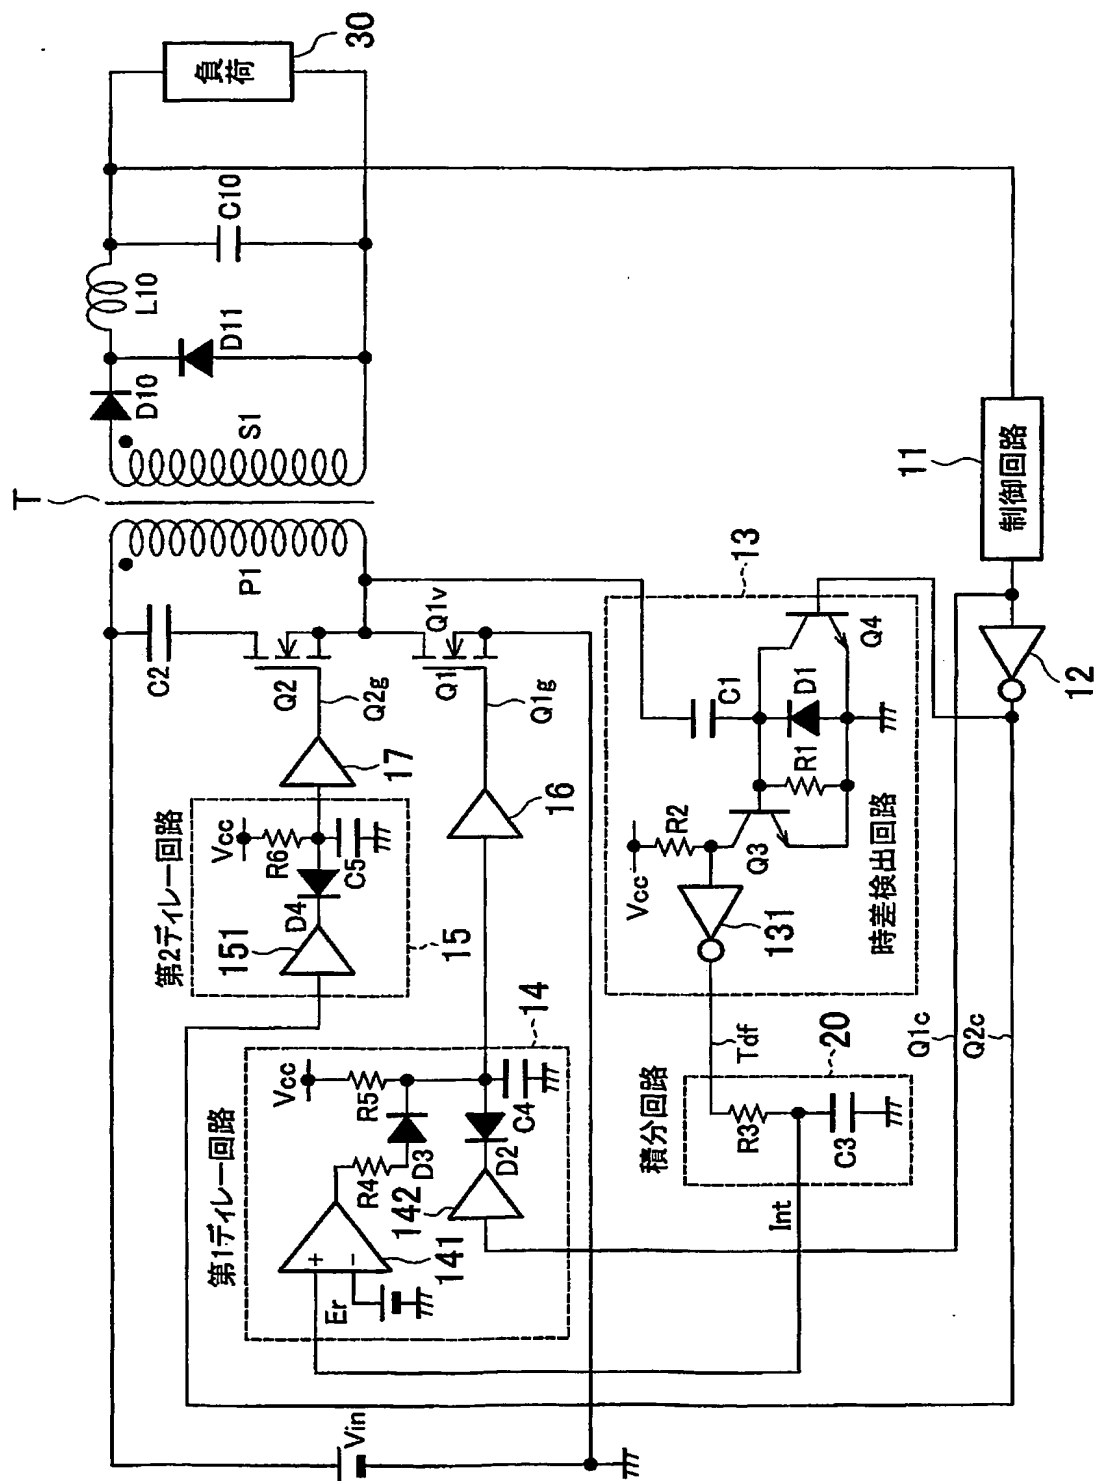 T
30
負荷
C10
L10
D11
D10
S1
P1
C2
Q2
Q2g
Q1v
Q1
Q1g
17
16
第2ディレー回路
Vcc
R6
C5
D4
151
15
第1ディレー回路
Vcc
R5
R4
D3
D2
C4
142
141
+
-
Er
14
Vin
13
C1
Q4
D1
R1
R2
Q3
Vcc
131
時差検出回路
Tdf
20
積分回路
R3
C3
Int
Q1c
Q2c
11
制御回路
12